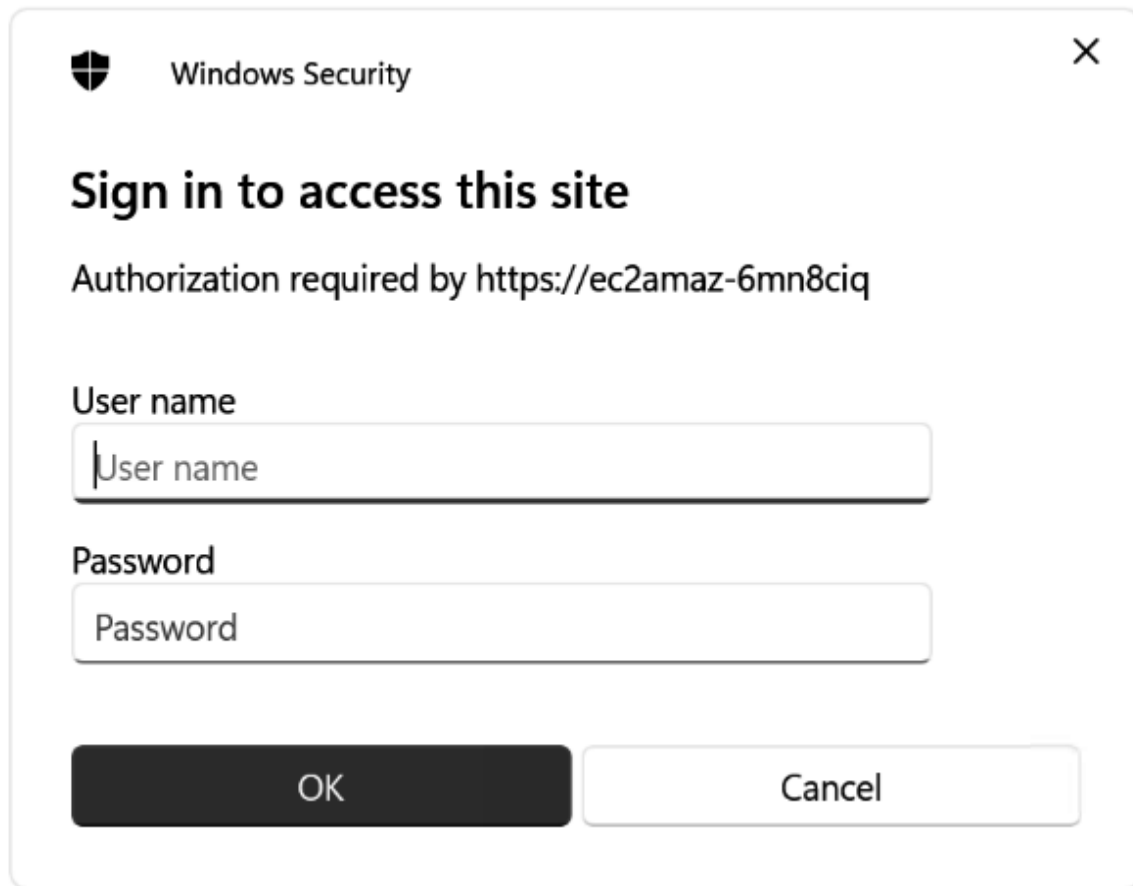 Windows Security
Sign in to access this site
Authorization required by https://ec2amaz-6mn8ciq
User name
User name
Password
Password
OK
Cancel